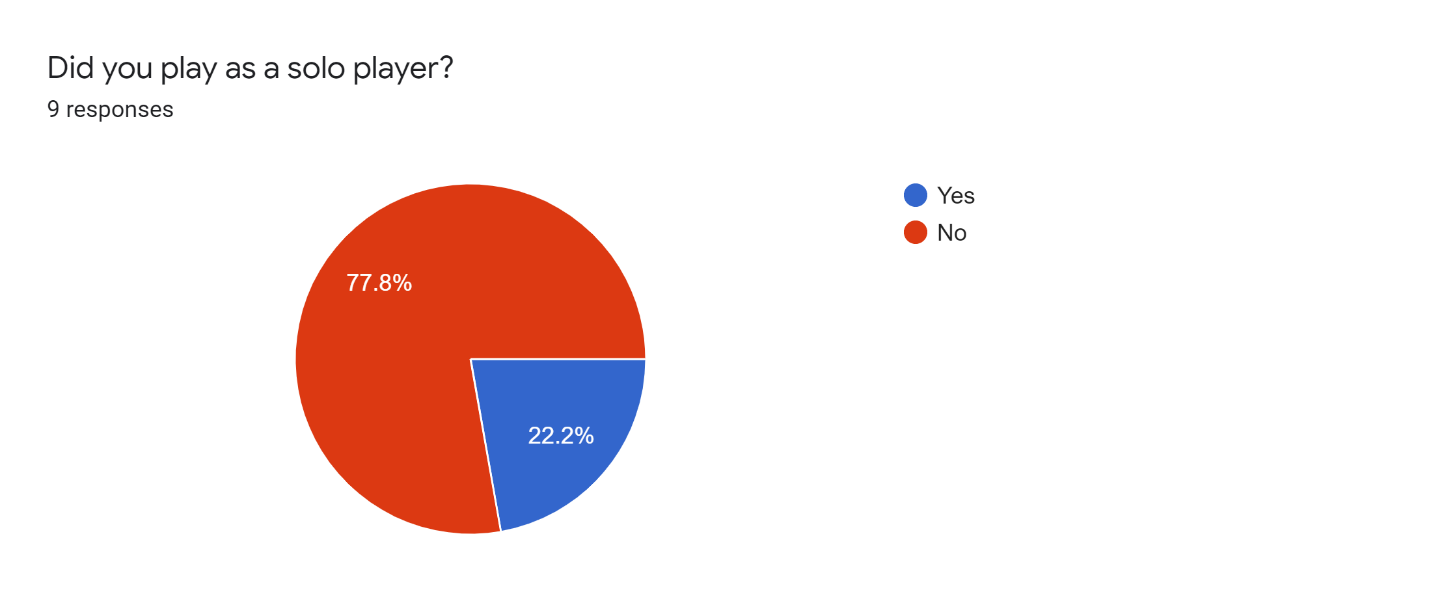 Did you play as a solo player?
9 responses
Yes
No
77.8%
22.2%